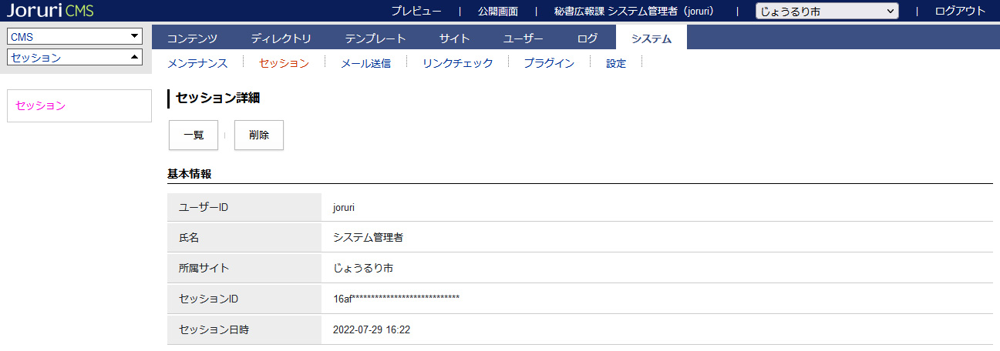 Joruri CMS プレビュー | 公開画面 | 秘書広報課 システム管理者（joruri） | じょうるり市 | ログアウト
CMS
コンテンツ ディレクトリ テンプレート サイト ユーザー ログ システム
セッション
メンテナンス セッション メール送信 リンクチェック プラグイン 設定
セッション
セッション詳細
一覧 削除
基本情報
ユーザーID joruri
氏名 システム管理者
所属サイト じょうるり市
セッションID 16af****************************
セッション日時 2022-07-29 16:22